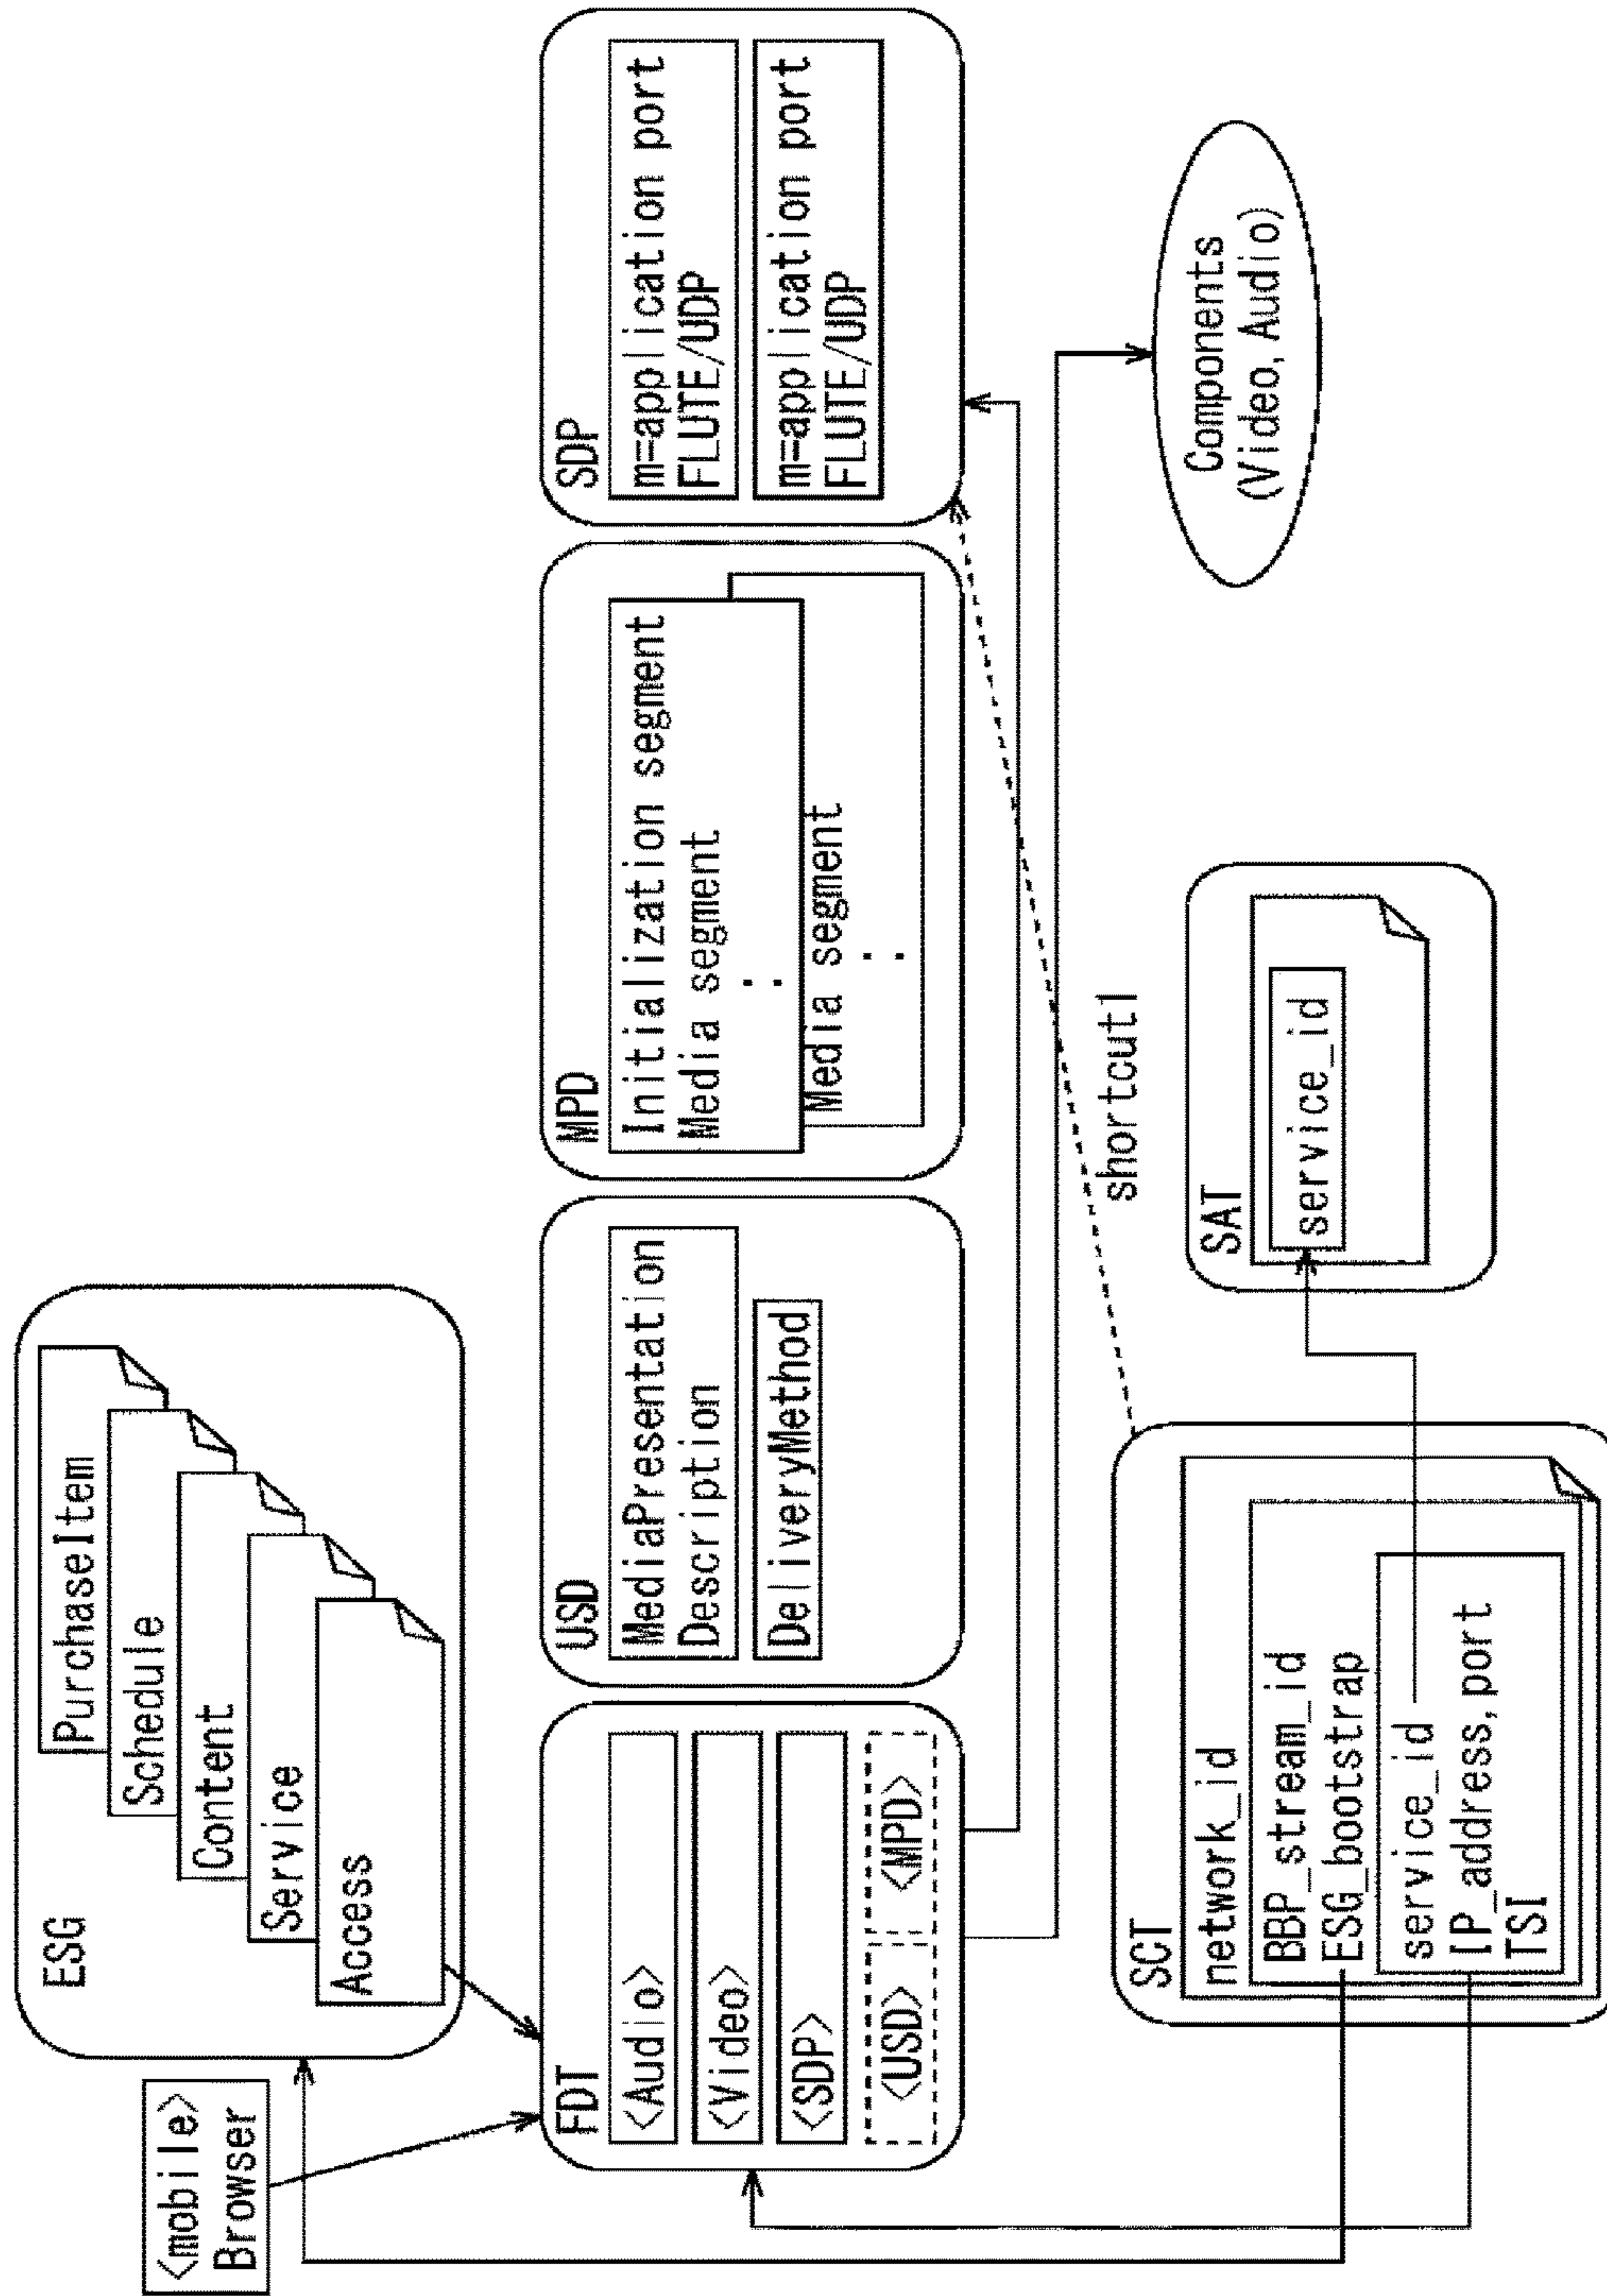 <mobile>
Browser
ESG
PurchaseItem
Schedule
Content
Service
Access
FDT
<Audio>
<Video>
<SDP>
<USD>
<MPD>
USD
MediaPresentation
Description
DeliveryMethod
MPD
Initialization segment
Media segment
:
Media segment
:
SDP
m=application port
FLUTE/UDP
m=application port
FLUTE/UDP
SCT
network_id
BBP_stream_id
ESG_bootstrap
service_id
IP_address,port
TSI
shortcut1
SAT
service_id
Components
(Video, Audio)